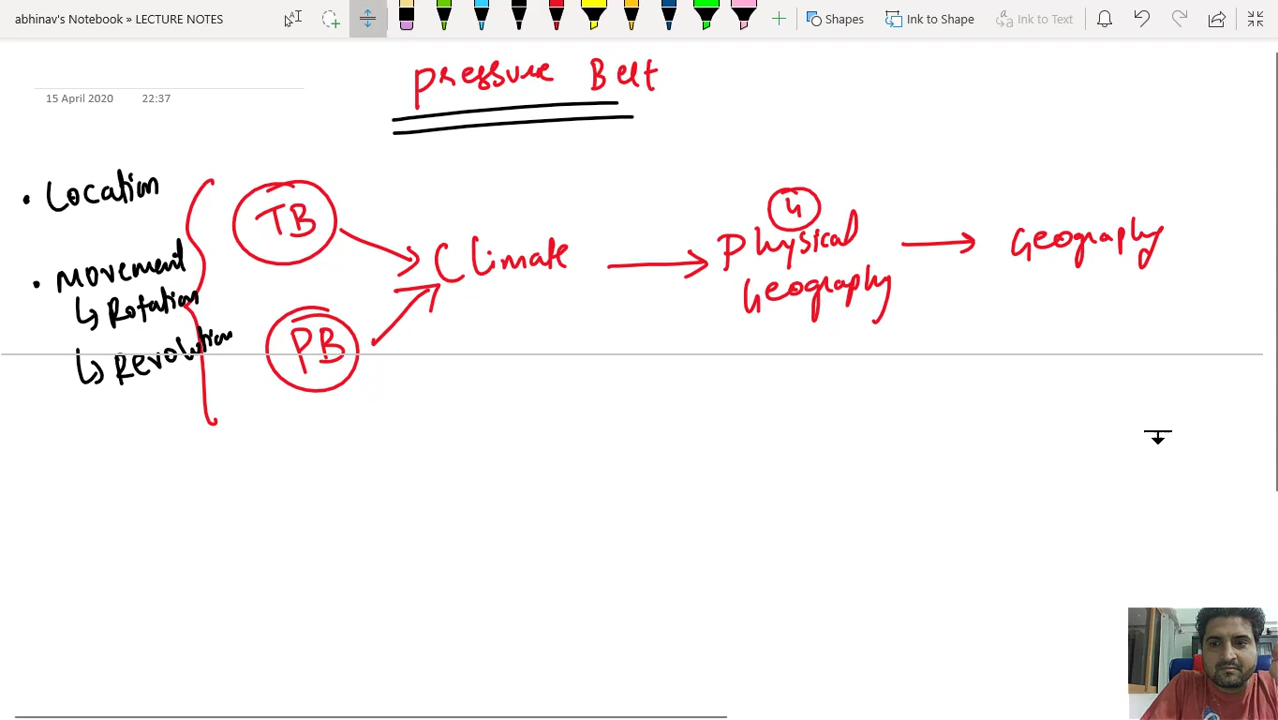 abhinav's Notebook » LECTURE NOTES
Shapes
Ink to Shape
Ink to Text
Pressure Belt
15 April 2020 22:37
• Location
• Movement
↳ Rotation
↳ Revolution
TB
PB
Climate
4
Physical
Geography
Geography